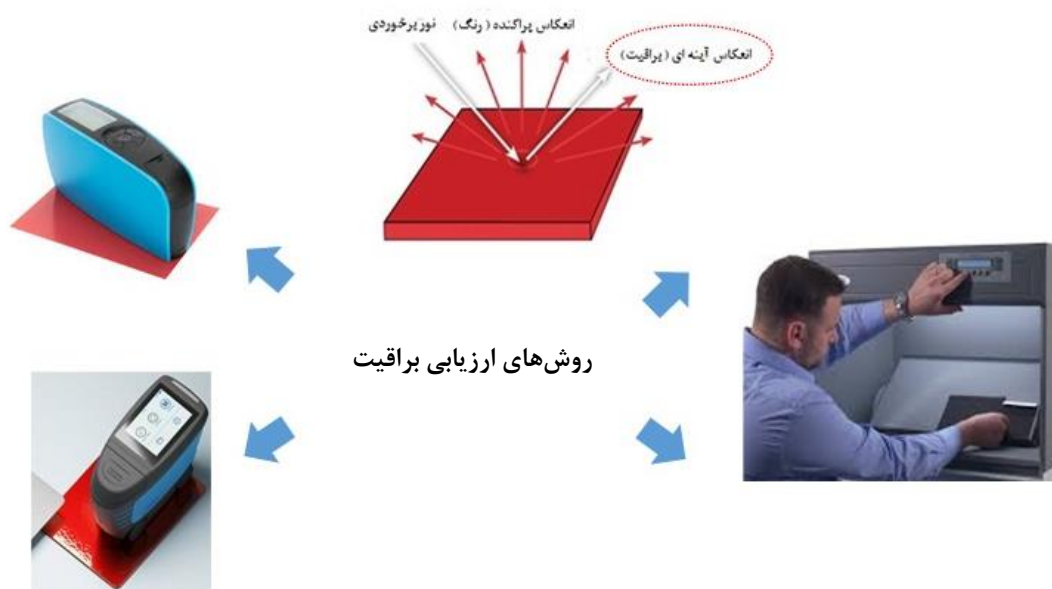 نور برخوردی
انعکاس پراکنده (رنگ)
انعکاس آینه ای (براقیت)
روش‌های ارزیابی براقیت